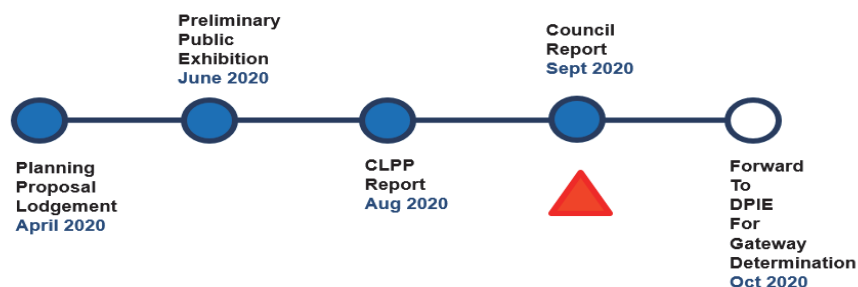 Preliminary
Public
Exhibition
June 2020
Council
Report
Sept 2020
Planning
Proposal
Lodgement
April 2020
CLPP
Report
Aug 2020
Forward
To
DPIE
For
Gateway
Determination
Oct 2020